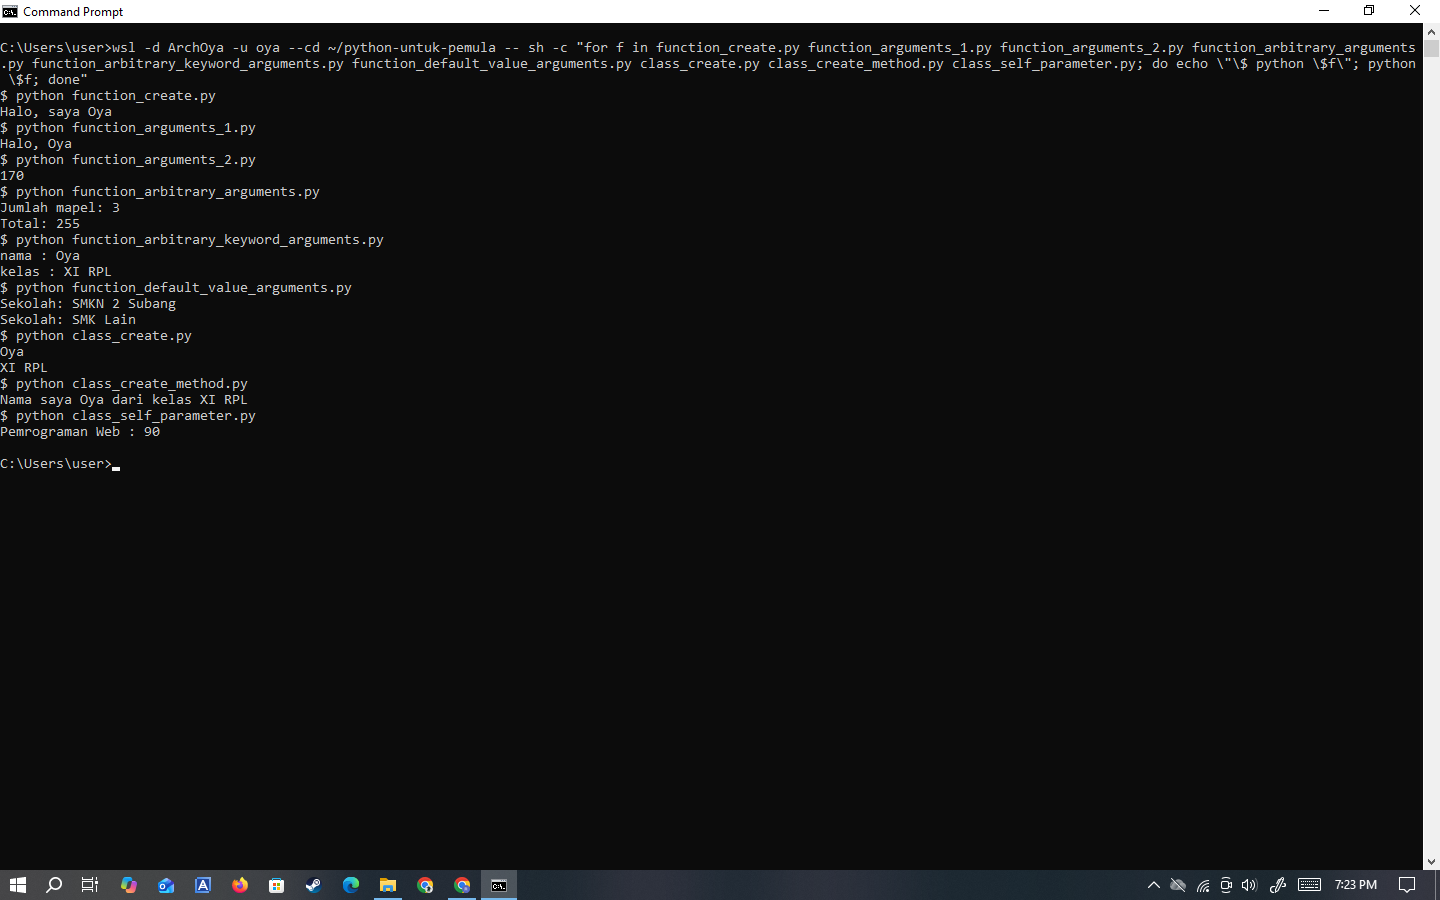 Command Prompt
C:\Users\user>wsl -d ArchOya -u oya --cd ~/python-untuk-pemula -- sh -c "for f in function_create.py function_arguments_1.py function_arguments_2.py function_arbitrary_arguments
.py function_arbitrary_keyword_arguments.py function_default_value_arguments.py class_create.py class_create_method.py class_self_parameter.py; do echo \"\$ python \$f\"; python
 \$f; done"
$ python function_create.py
Halo, saya Oya
$ python function_arguments_1.py
Halo, Oya
$ python function_arguments_2.py
170
$ python function_arbitrary_arguments.py
Jumlah mapel: 3
Total: 255
$ python function_arbitrary_keyword_arguments.py
nama : Oya
kelas : XI RPL
$ python function_default_value_arguments.py
Sekolah: SMKN 2 Subang
Sekolah: SMK Lain
$ python class_create.py
Oya
XI RPL
$ python class_create_method.py
Nama saya Oya dari kelas XI RPL
$ python class_self_parameter.py
Pemrograman Web : 90
C:\Users\user>
7:23 PM